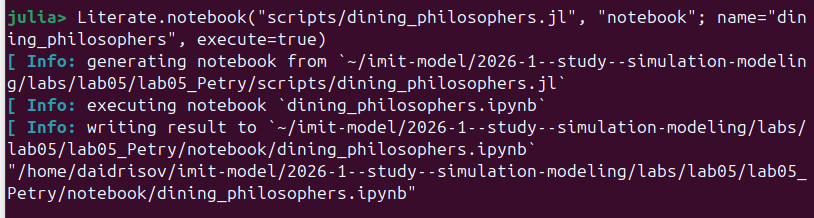 julia> Literate.notebook("scripts/dining_philosophers.jl", "notebook"; name="din
ing_philosophers", execute=true)
[ Info: generating notebook from `~/imit-model/2026-1--study--simulation-modelin
g/labs/lab05/lab05_Petry/scripts/dining_philosophers.jl`
[ Info: executing notebook `dining_philosophers.ipynb`
[ Info: writing result to `~/imit-model/2026-1--study--simulation-modeling/labs/
lab05/lab05_Petry/notebook/dining_philosophers.ipynb`
"/home/daidrisov/imit-model/2026-1--study--simulation-modeling/labs/lab05/lab05_
Petry/notebook/dining_philosophers.ipynb"